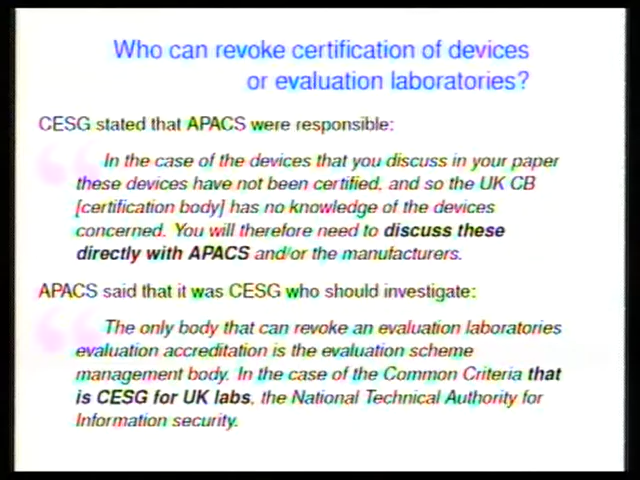 Who can revoke certification of devices
or evaluation laboratories?
CESG stated that APACS were responsible:
In the case of the devices that you discuss in your paper
these devices have not been certified, and so the UK CB
[certification body] has no knowledge of the devices
concerned. You will therefore need to discuss these
directly with APACS and/or the manufacturers.
APACS said that it was CESG who should investigate:
The only body that can revoke an evaluation laboratories
evaluation accreditation is the evaluation scheme
management body. In the case of the Common Criteria that
is CESG for UK labs, the National Technical Authority for
Information security.